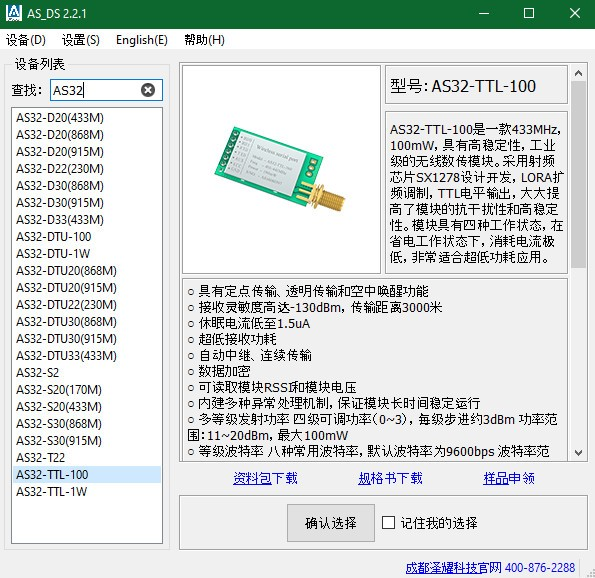 AS_DS 2.2.1
设备(D) 设置(S) English(E) 帮助(H)
设备列表
查找: AS32
AS32-D20(433M)
AS32-D20(868M)
AS32-D20(915M)
AS32-D22(230M)
AS32-D30(868M)
AS32-D30(915M)
AS32-D33(433M)
AS32-DTU-100
AS32-DTU-1W
AS32-DTU20(868M)
AS32-DTU20(915M)
AS32-DTU22(230M)
AS32-DTU30(868M)
AS32-DTU30(915M)
AS32-DTU33(433M)
AS32-S2
AS32-S20(170M)
AS32-S20(433M)
AS32-S30(868M)
AS32-S30(915M)
AS32-T22
AS32-TTL-100
AS32-TTL-1W
Wireless serial port
型号: AS32-TTL-100
AS32-TTL-100是一款433MHz,
100mW，具有高稳定性，工业
级的无线数传模块。采用射频
芯片SX1278设计开发，LORA扩
频调制，TTL电平输出，大大提
高了模块的抗干扰性和高稳定
性。模块具有四种工作状态，在
省电工作状态下，消耗电流极
低，非常适合超低功耗应用。
○ 具有定点传输、透明传输和空中唤醒功能
○ 接收灵敏度高达-130dBm，传输距离3000米
○ 休眠电流低至1.5uA
○ 超低接收功耗
○ 自动中继、连续传输
○ 数据加密
○ 可读取模块RSSI和模块电压
○ 内建多种异常处理机制，保证模块长时间稳定运行
○ 多等级发射功率 四级可调功率（0~3），每级步进约3dBm 功率范
围：11~20dBm，最大100mW
○ 等级波特率 八种常用波特率，默认波特率为9600bps 波特率范
资料包下载 规格书下载 样品申领
确认选择 记住我的选择
成都泽耀科技官网 400-876-2288